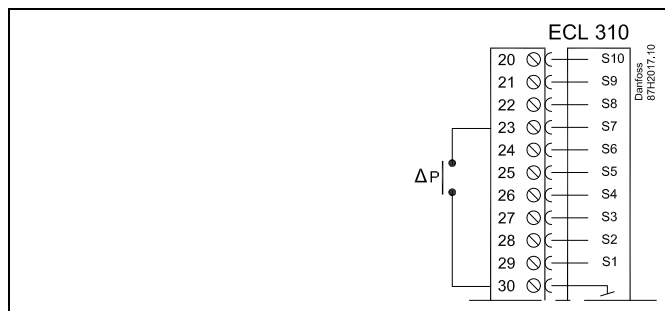 ECL 310
20 S10
21 S9
22 S8
23 S7
24 S6
25 S5
26 S4
27 S3
28 S2
29 S1
30
ΔP
Danfoss
87H2017.10